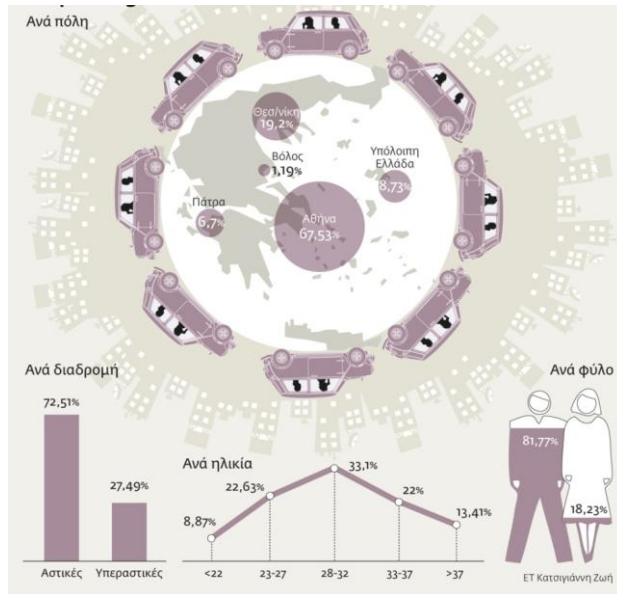 Ανά πόλη
Θεσ/νίκη
19,2%
Βόλος
1,19%
Υπόλοιπη
Ελλάδα
8,73%
Πάτρα
6,7%
Αθήνα
67,53%
Ανά διαδρομή
72,51%
27,49%
Αστικές Υπεραστικές
Ανά ηλικία
8,87%
22,63%
33,1%
22%
13,41%
<22 23-27 28-32 33-37 >37
Ανά φύλο
81,77%
18,23%
ΕΤ Κατσιγιάννη Ζωή